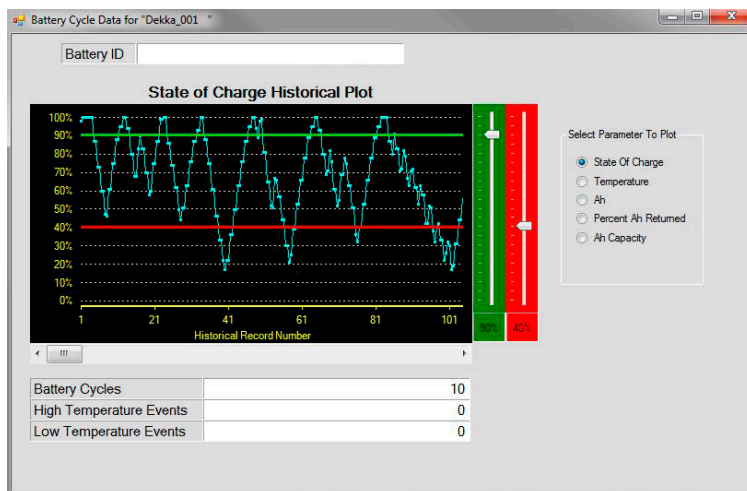 Battery Cycle Data for "Dekka_001   "
Battery ID
State of Charge Historical Plot
100%
90%
80%
70%
60%
50%
40%
30%
20%
10%
0%
1 21 41 61 81 101
Historical Record Number
90% 40%
Select Parameter To Plot
State Of Charge
Temperature
Ah
Percent Ah Returned
Ah Capacity
Battery Cycles 10
High Temperature Events 0
Low Temperature Events 0